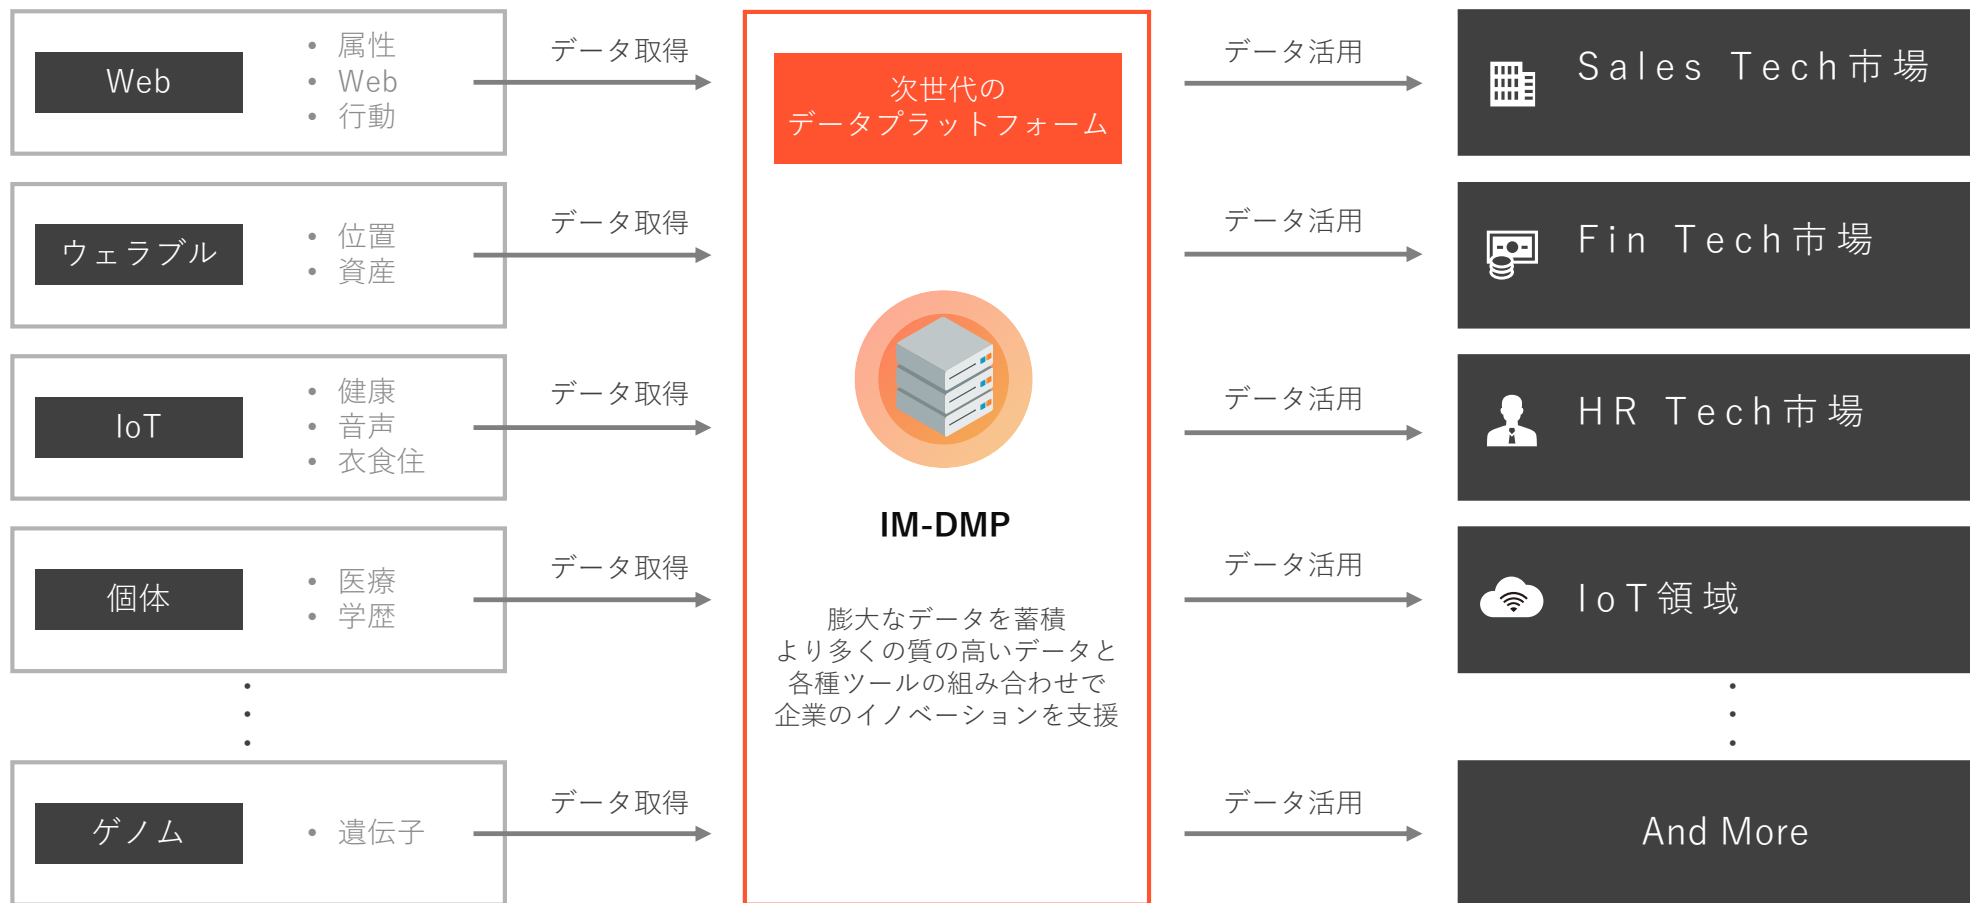 Web
• 属性
• Web
• 行動
データ取得
ウェラブル
• 位置
• 資産
データ取得
IoT
• 健康
• 音声
• 衣食住
データ取得
個体
• 医療
• 学歴
データ取得
ゲノム
• 遺伝子
データ取得
次世代の
データプラットフォーム
IM-DMP
膨大なデータを蓄積
より多くの質の高いデータと
各種ツールの組み合わせで
企業のイノベーションを支援
データ活用
Sales Tech市場
データ活用
Fin Tech市場
データ活用
HR Tech市場
データ活用
IoT領域
データ活用
And More